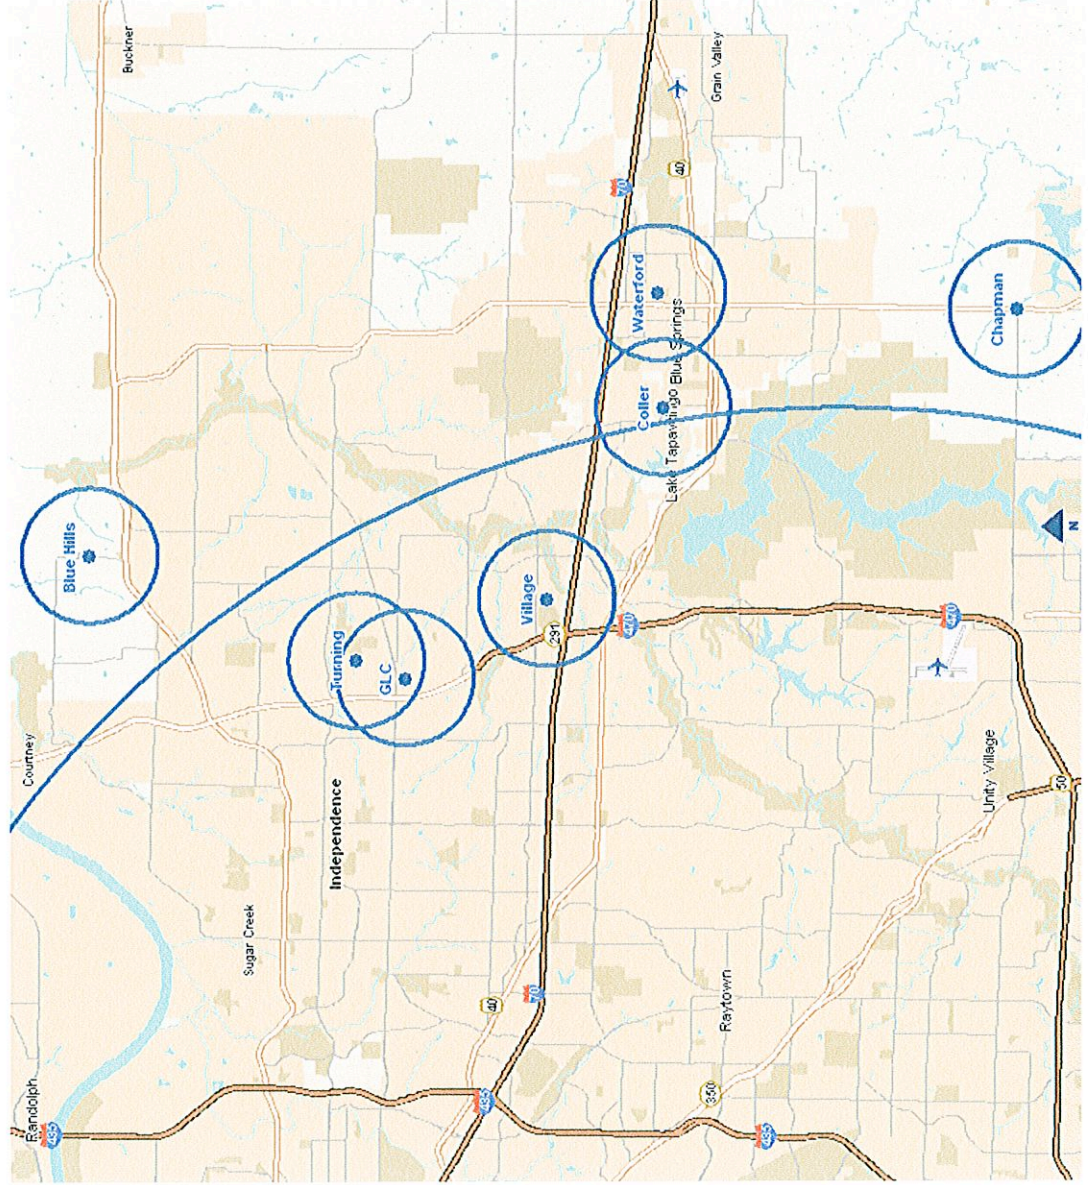 Randolph
Courtney
435
Blue Hills
Buckner
Sugar Creek
Independence
Turning
GLC
435
40
Village
70
291
70
470
Waterford
Coller
Lake Tapawingo
Blue Springs
40
350
Grain Valley
Raytown
435
470
Unity Village
Chapman
50
N